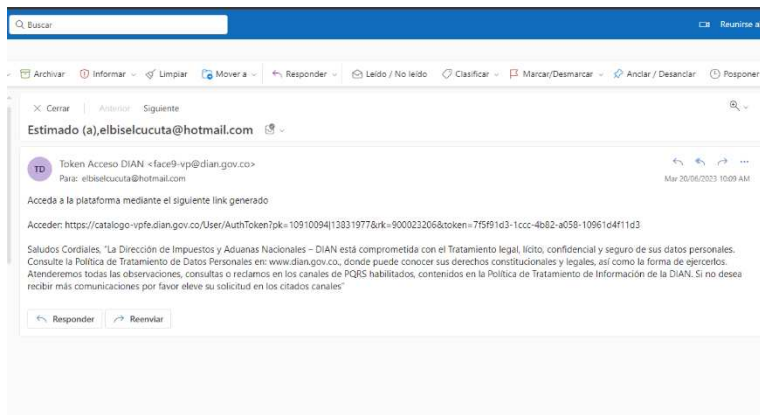 Buscar
Reunirse a
Archivar Informar Limpiar Mover a Responder Leído / No leído Clasificar Marcar/Desmarcar Anclar / Desanclar Posponer
Cerrar Anterior Siguiente
Estimado (a),elbiselcucuta@hotmail.com
TD
Token Acceso DIAN <face9-vp@dian.gov.co>
Para: elbiselcucuta@hotmail.com
Mar 20/06/2023 10:09 AM
Acceda a la plataforma mediante el siguiente link generado
Acceder: https://catalogo-vpfe.dian.gov.co/User/AuthToken?pk=10910094|13831977&rk=900023206&token=7f5f91d3-1ccc-4b82-a058-10961d4f11d3
Saludos Cordiales, "La Dirección de Impuestos y Aduanas Nacionales – DIAN está comprometida con el Tratamiento legal, lícito, confidencial y seguro de sus datos personales.
Consulte la Política de Tratamiento de Datos Personales en: www.dian.gov.co., donde puede conocer sus derechos constitucionales y legales, así como la forma de ejercerlos.
Atenderemos todas las observaciones, consultas o reclamos en los canales de PQRS habilitados, contenidos en la Política de Tratamiento de Información de la DIAN. Si no desea
recibir más comunicaciones por favor eleve su solicitud en los citados canales"
Responder Reenviar